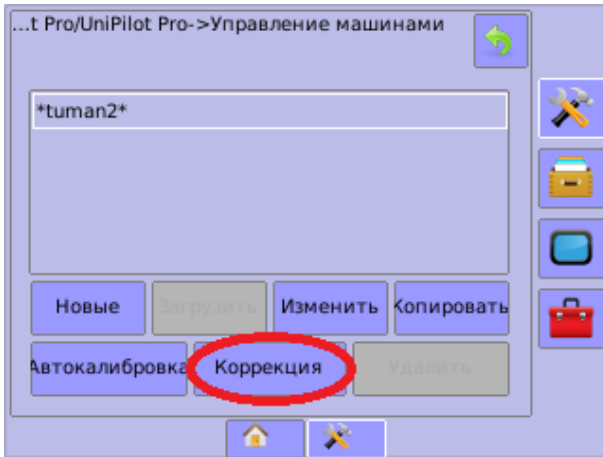 ...t Pro/UniPilot Pro->Управление машинами
*tuman2*
Новые Загрузить Изменить Копировать
Автокалибровка Коррекция Удалить